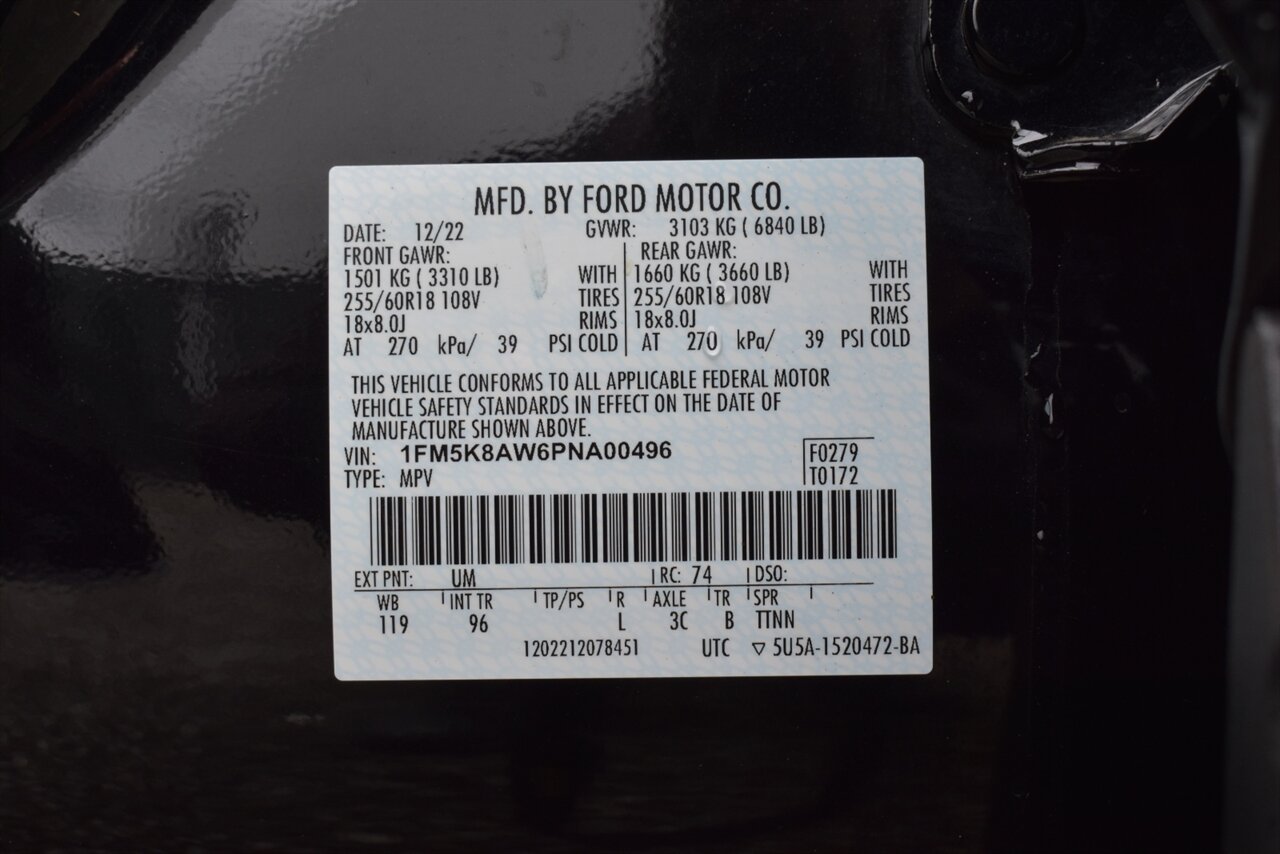 MFD. BY FORD MOTOR CO.
DATE: 12/22 GVWR: 3103 KG ( 6840 LB)
FRONT GAWR: REAR GAWR:
1501 KG ( 3310 LB) WITH 1660 KG ( 3660 LB) WITH
255/60R18 108V TIRES 255/60R18 108V TIRES
18x8.0J RIMS 18x8.0J RIMS
AT 270 kPa/ 39 PSI COLD AT 270 kPa/ 39 PSI COLD
THIS VEHICLE CONFORMS TO ALL APPLICABLE FEDERAL MOTOR
VEHICLE SAFETY STANDARDS IN EFFECT ON THE DATE OF
MANUFACTURE SHOWN ABOVE.
VIN: 1FM5K8AW6PNA00496 F0279
TYPE: MPV T0172
EXT PNT: UM RC: 74 DSO:
WB INT TR TP/PS R AXLE TR SPR
119 96 L 3C B TTNN
1202212078451 UTC ▽ 5U5A-1520472-BA